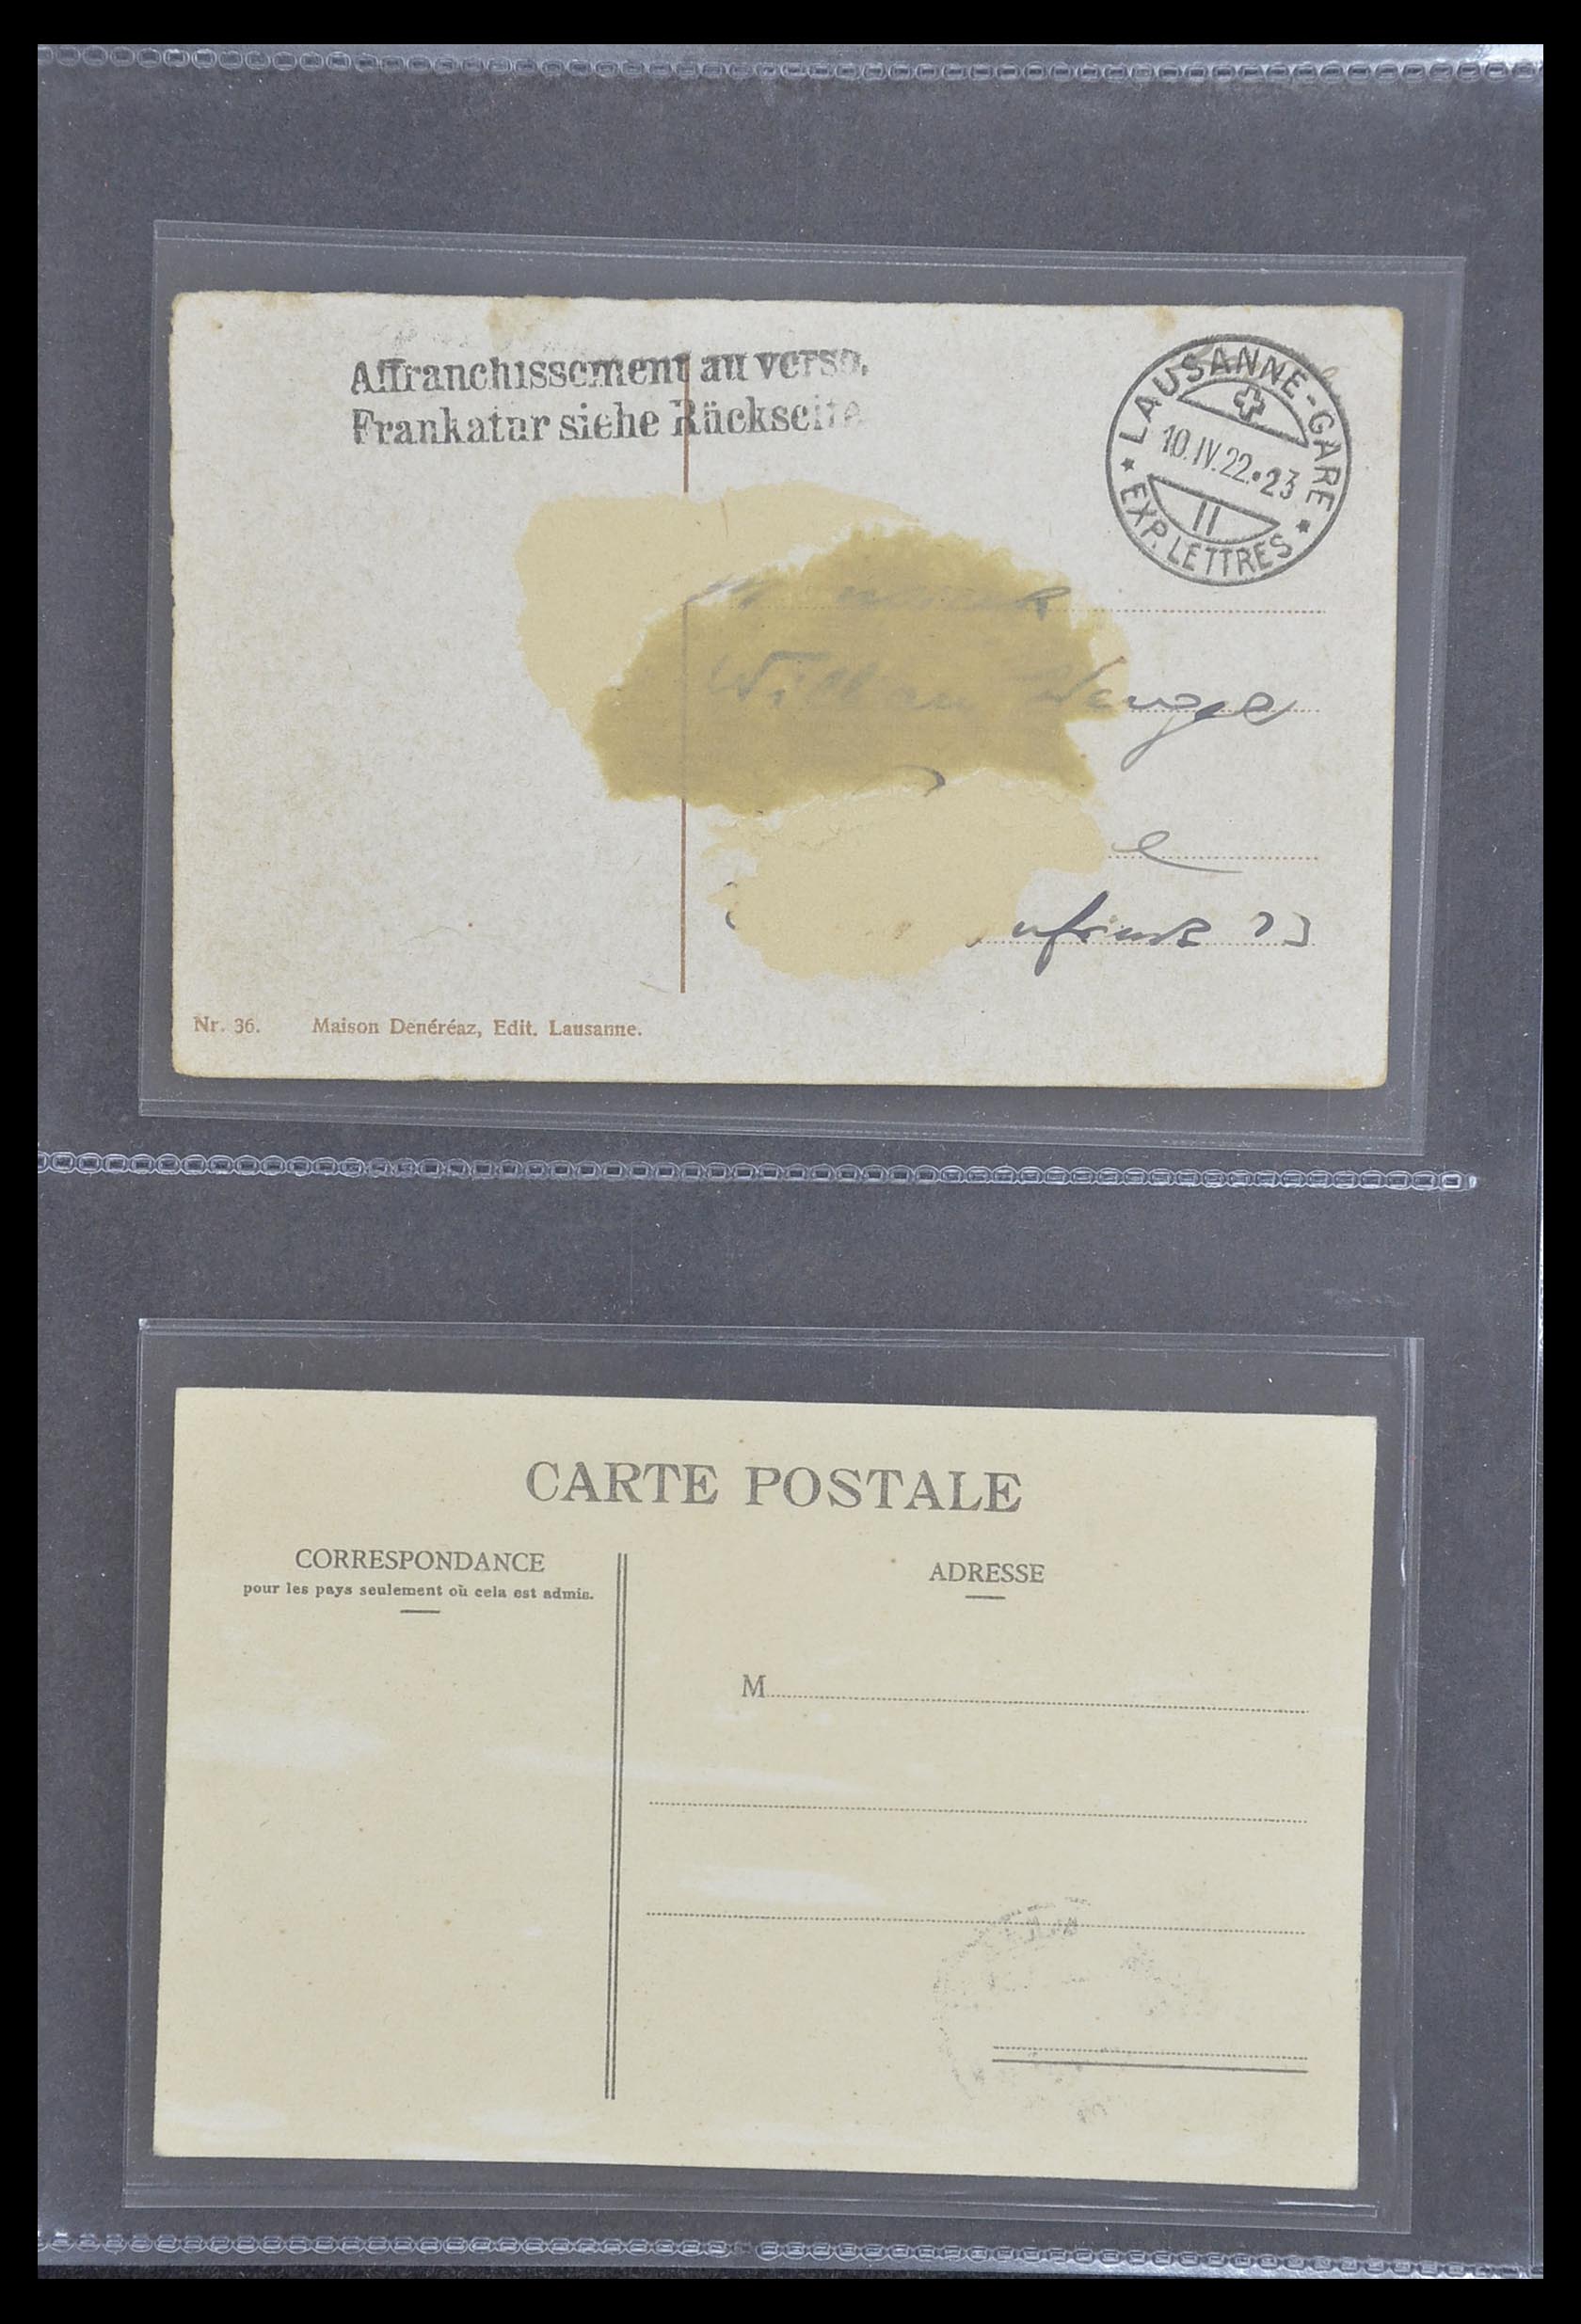 Affranchissement au verso.
Frankatur siehe Rückseite
LAUSANNE-GARE
10.IV.22.23
II
* EXP. LETTRES *
Nr. 36. Maison Denéréaz, Edit. Lausanne.
CARTE POSTALE
CORRESPONDANCE
pour les pays seulement où cela est admis.
ADRESSE
M